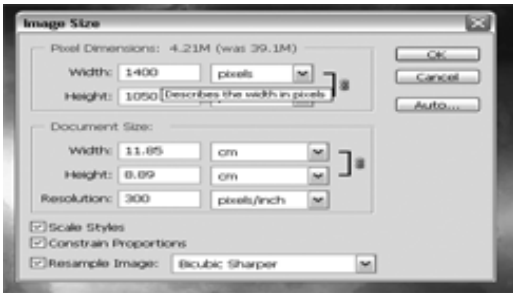 Image Size
Pixel Dimensions: 4.21M (was 39.1M)
OK
Width: 1400 pixels
Cancel
Height: 1050
Describes the width in pixels
Auto...
Document Size:
Width: 11.85 cm
Height: 8.89 cm
Resolution: 300 pixels/inch
Scale Styles
Constrain Proportions
Resample Image: Bicubic Sharper